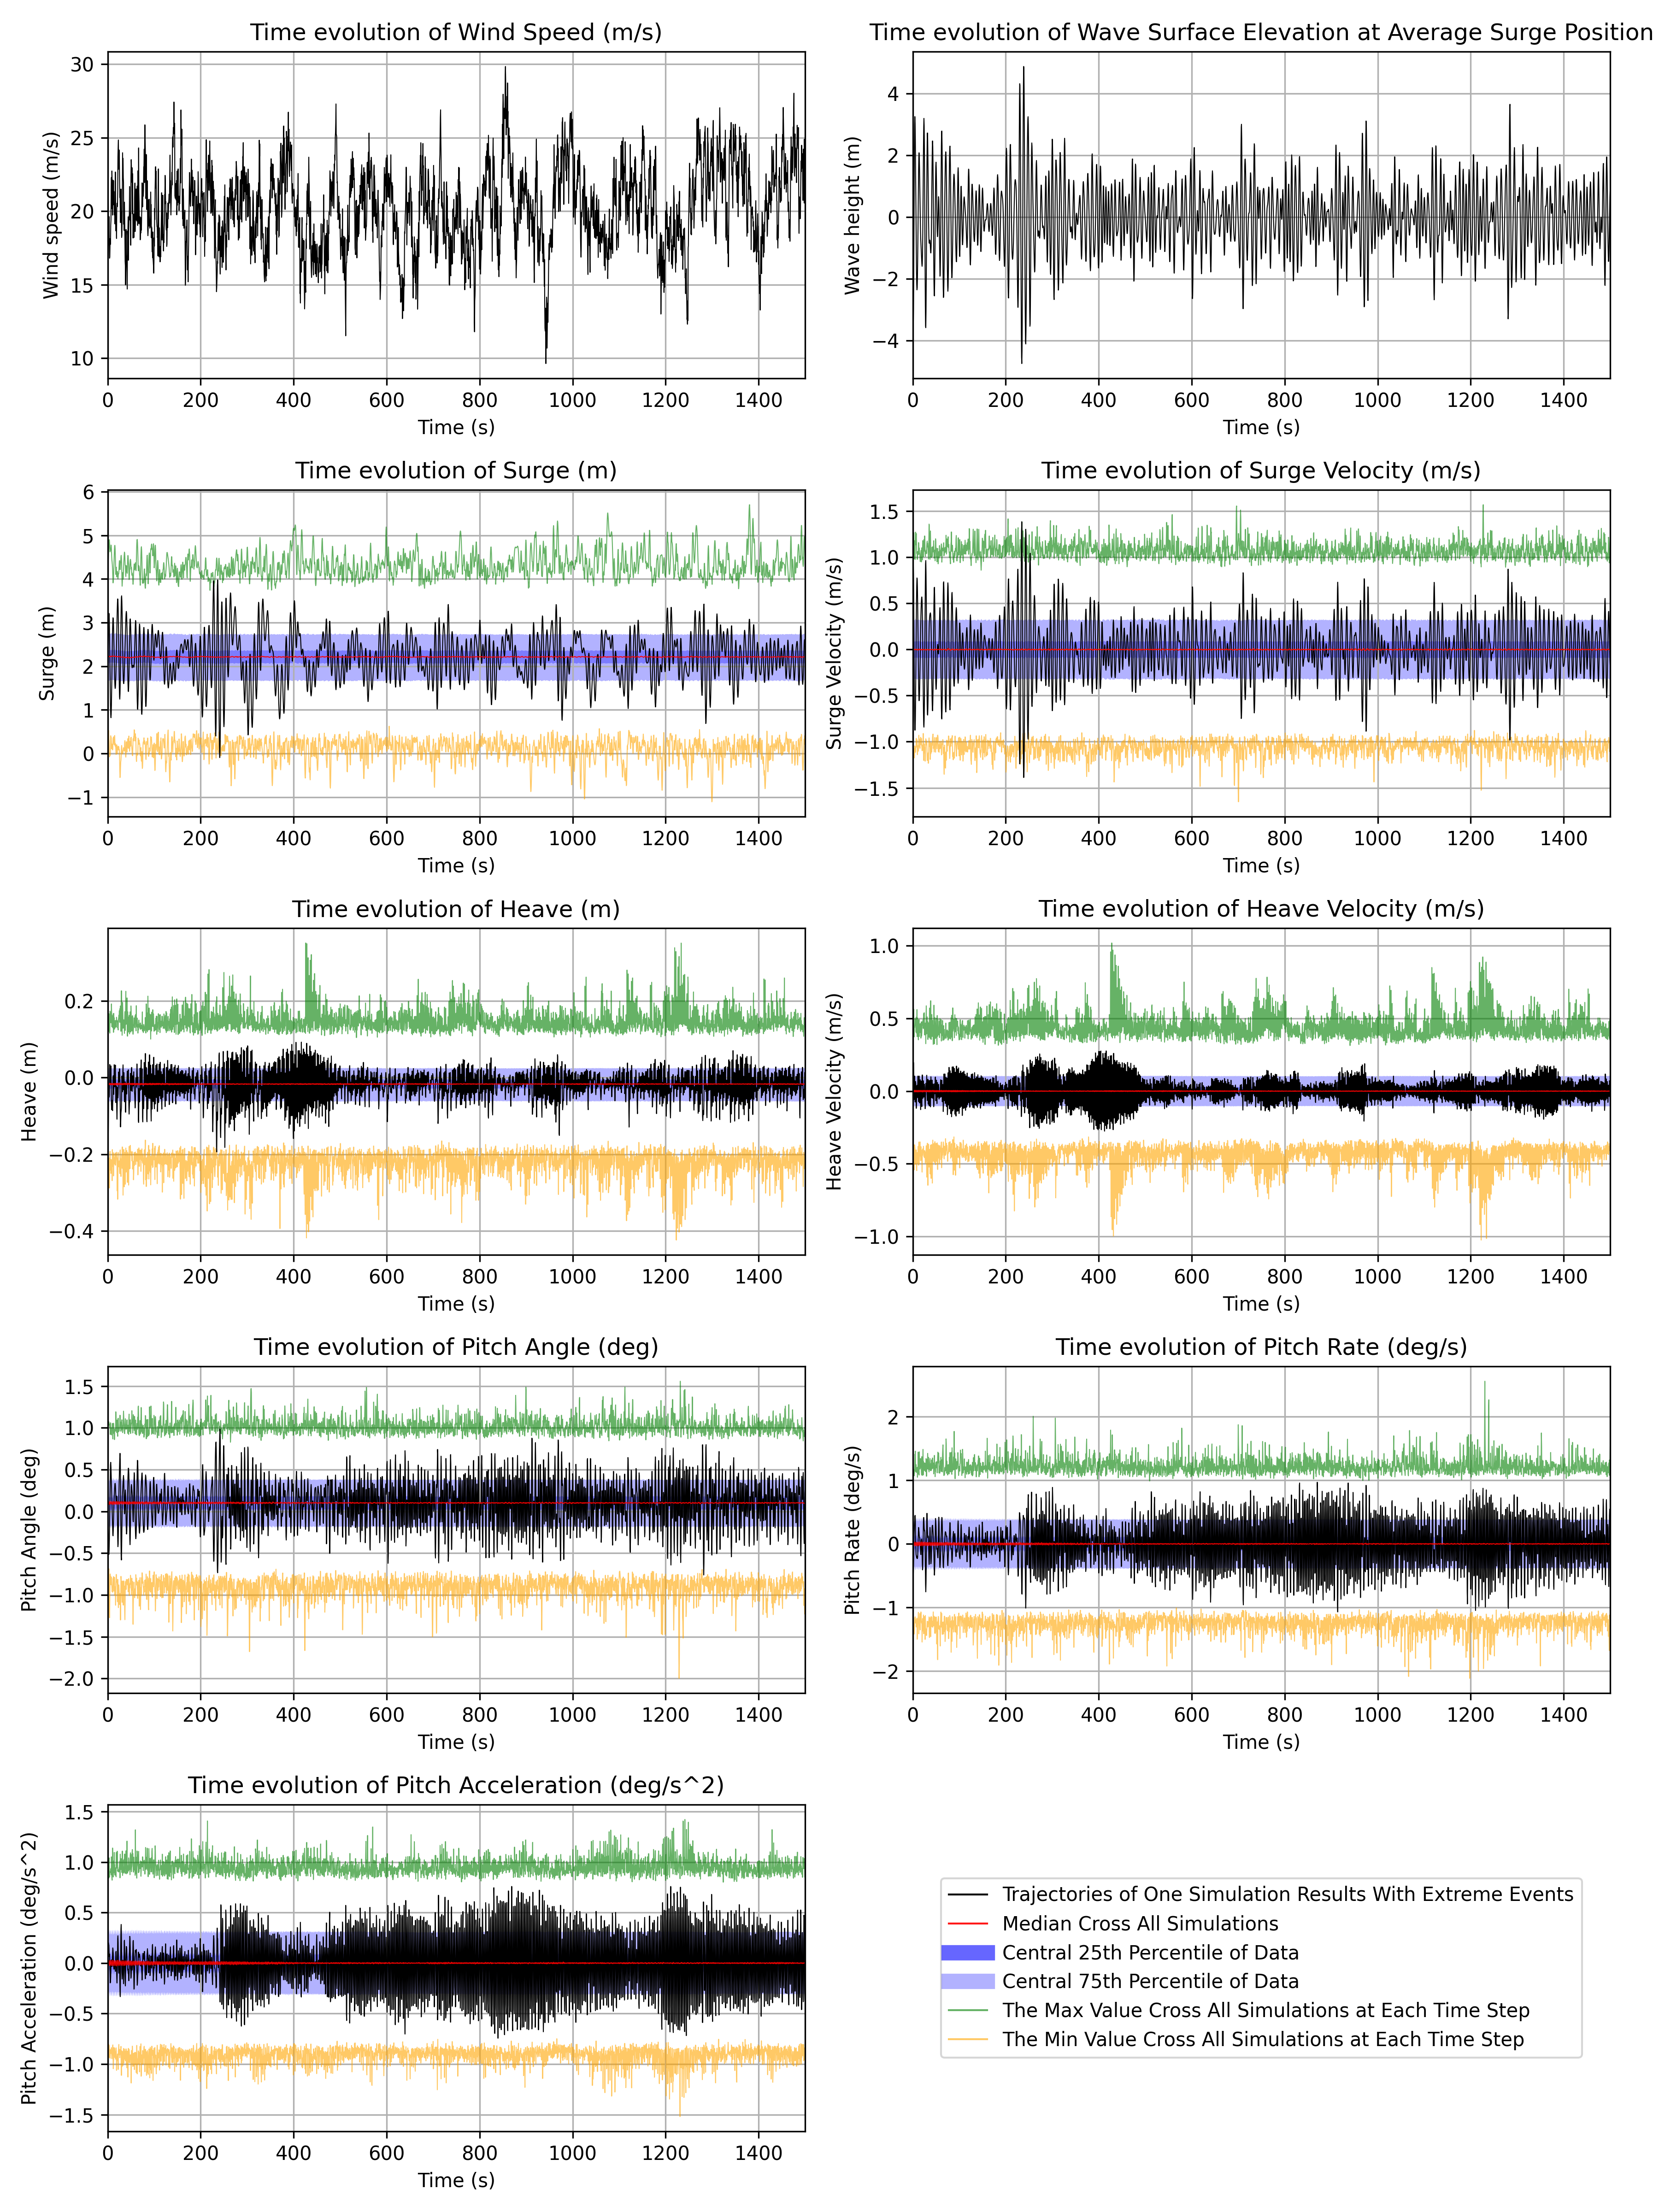 Time evolution of Wind Speed (m/s)
30
25
20
15
10
Wind speed (m/s)
0 200 400 600 800 1000 1200 1400
Time (s)
Time evolution of Wave Surface Elevation at Average Surge Position
4
2
0
−2
−4
Wave height (m)
0 200 400 600 800 1000 1200 1400
Time (s)
Time evolution of Surge (m)
6
5
4
3
2
1
0
−1
Surge (m)
0 200 400 600 800 1000 1200 1400
Time (s)
Time evolution of Surge Velocity (m/s)
1.5
1.0
0.5
0.0
−0.5
−1.0
−1.5
Surge Velocity (m/s)
0 200 400 600 800 1000 1200 1400
Time (s)
Time evolution of Heave (m)
0.2
0.0
−0.2
−0.4
Heave (m)
0 200 400 600 800 1000 1200 1400
Time (s)
Time evolution of Heave Velocity (m/s)
1.0
0.5
0.0
−0.5
−1.0
Heave Velocity (m/s)
0 200 400 600 800 1000 1200 1400
Time (s)
Time evolution of Pitch Angle (deg)
1.5
1.0
0.5
0.0
−0.5
−1.0
−1.5
−2.0
Pitch Angle (deg)
0 200 400 600 800 1000 1200 1400
Time (s)
Time evolution of Pitch Rate (deg/s)
2
1
0
−1
−2
Pitch Rate (deg/s)
0 200 400 600 800 1000 1200 1400
Time (s)
Time evolution of Pitch Acceleration (deg/s^2)
1.5
1.0
0.5
0.0
−0.5
−1.0
−1.5
Pitch Acceleration (deg/s^2)
0 200 400 600 800 1000 1200 1400
Time (s)
Trajectories of One Simulation Results With Extreme Events
Median Cross All Simulations
Central 25th Percentile of Data
Central 75th Percentile of Data
The Max Value Cross All Simulations at Each Time Step
The Min Value Cross All Simulations at Each Time Step